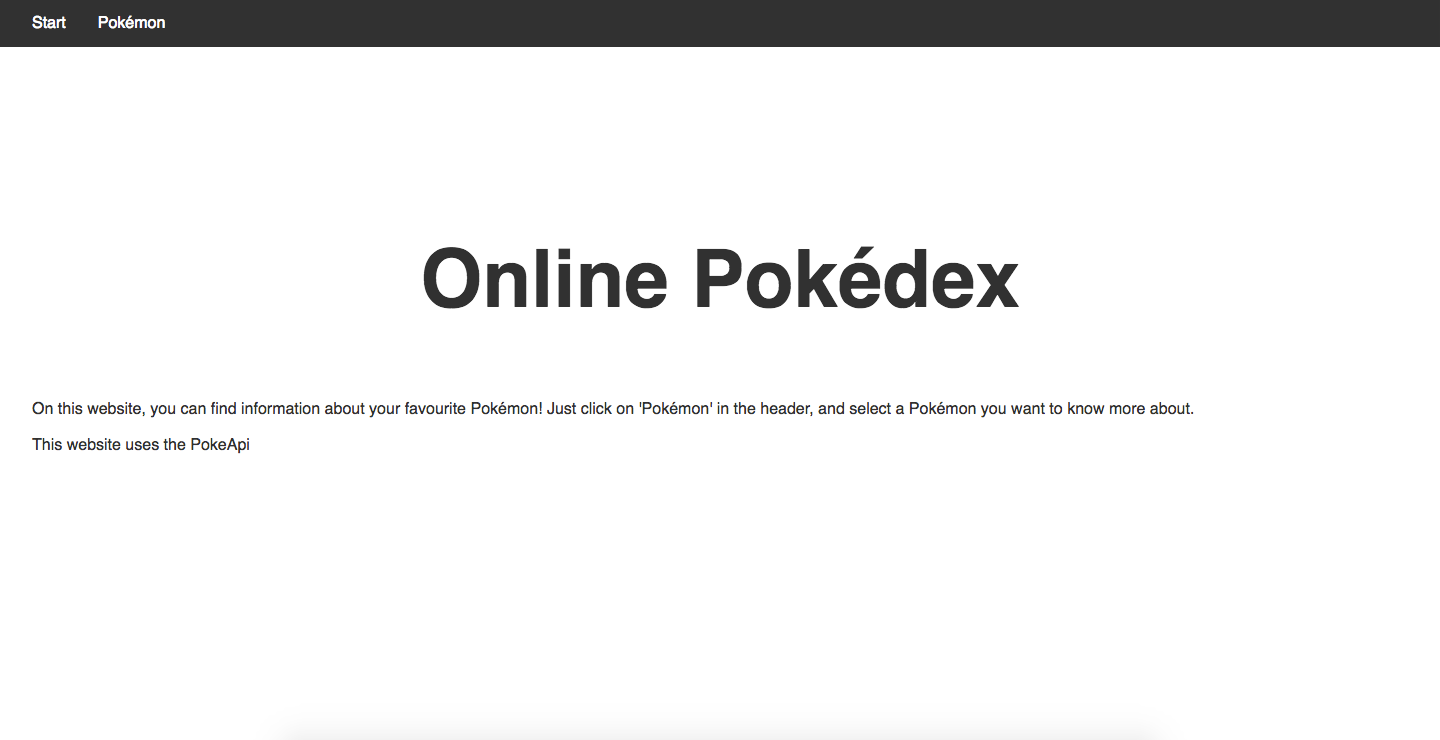 Start Pokémon
Online Pokédex
On this website, you can find information about your favourite Pokémon! Just click on 'Pokémon' in the header, and select a Pokémon you want to know more about.
This website uses the PokeApi